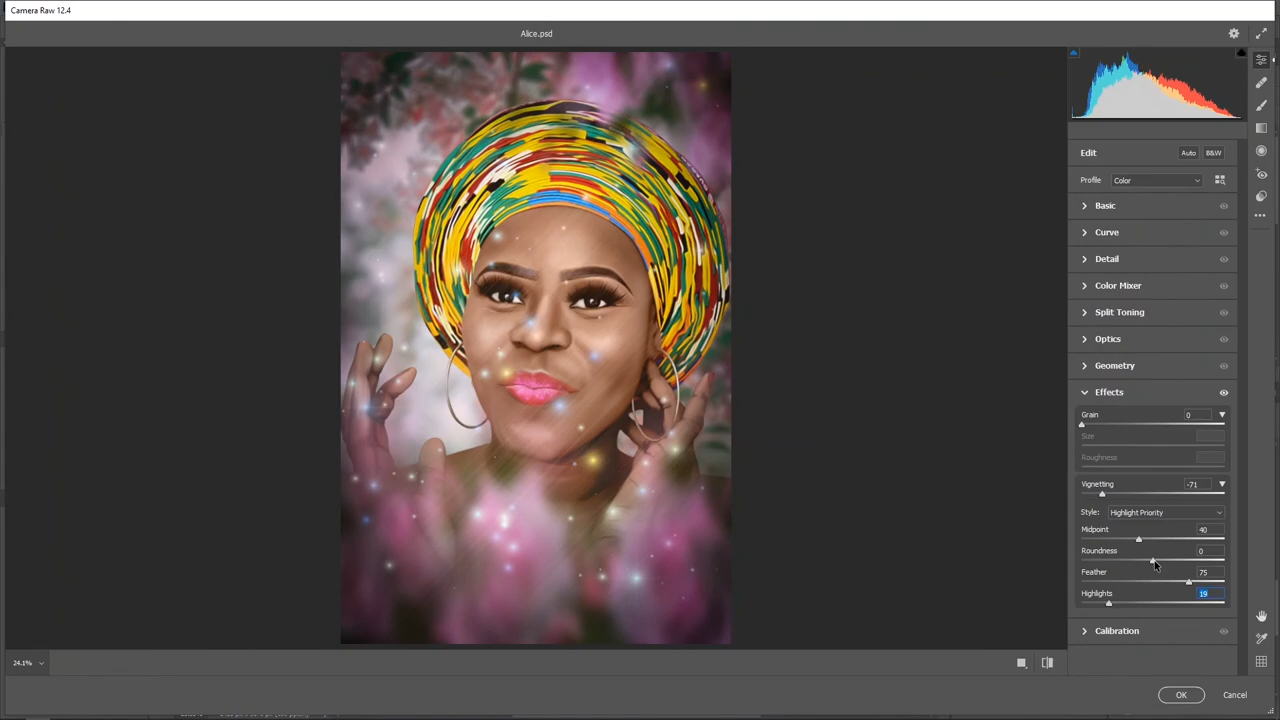 Camera Raw 12.4
Alice.psd
Edit
Auto
B&W
Profile
Color
Basic
Curve
Detail
Color Mixer
Split Toning
Optics
Geometry
Effects
Grain
0
Size
Roughness
Vignetting
-71
Style:
Highlight Priority
Midpoint
40
Roundness
0
Feather
75
Highlights
19
Calibration
24.1%
OK
Cancel